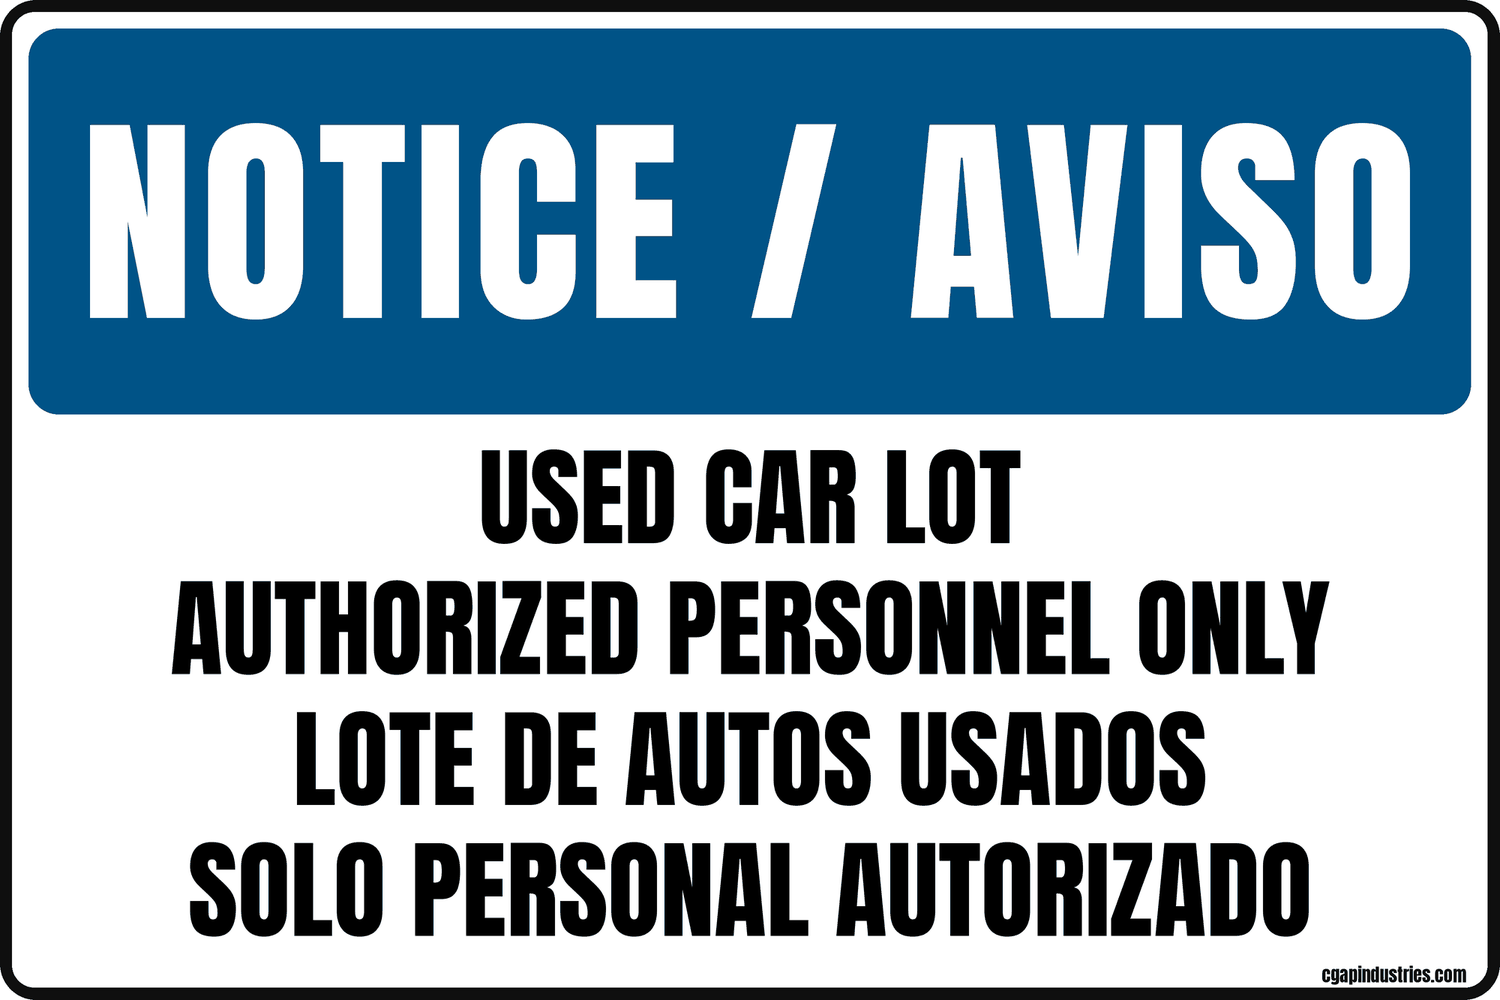 NOTICE / AVISO
USED CAR LOT
AUTHORIZED PERSONNEL ONLY
LOTE DE AUTOS USADOS
SOLO PERSONAL AUTORIZADO
cgapindustries.com